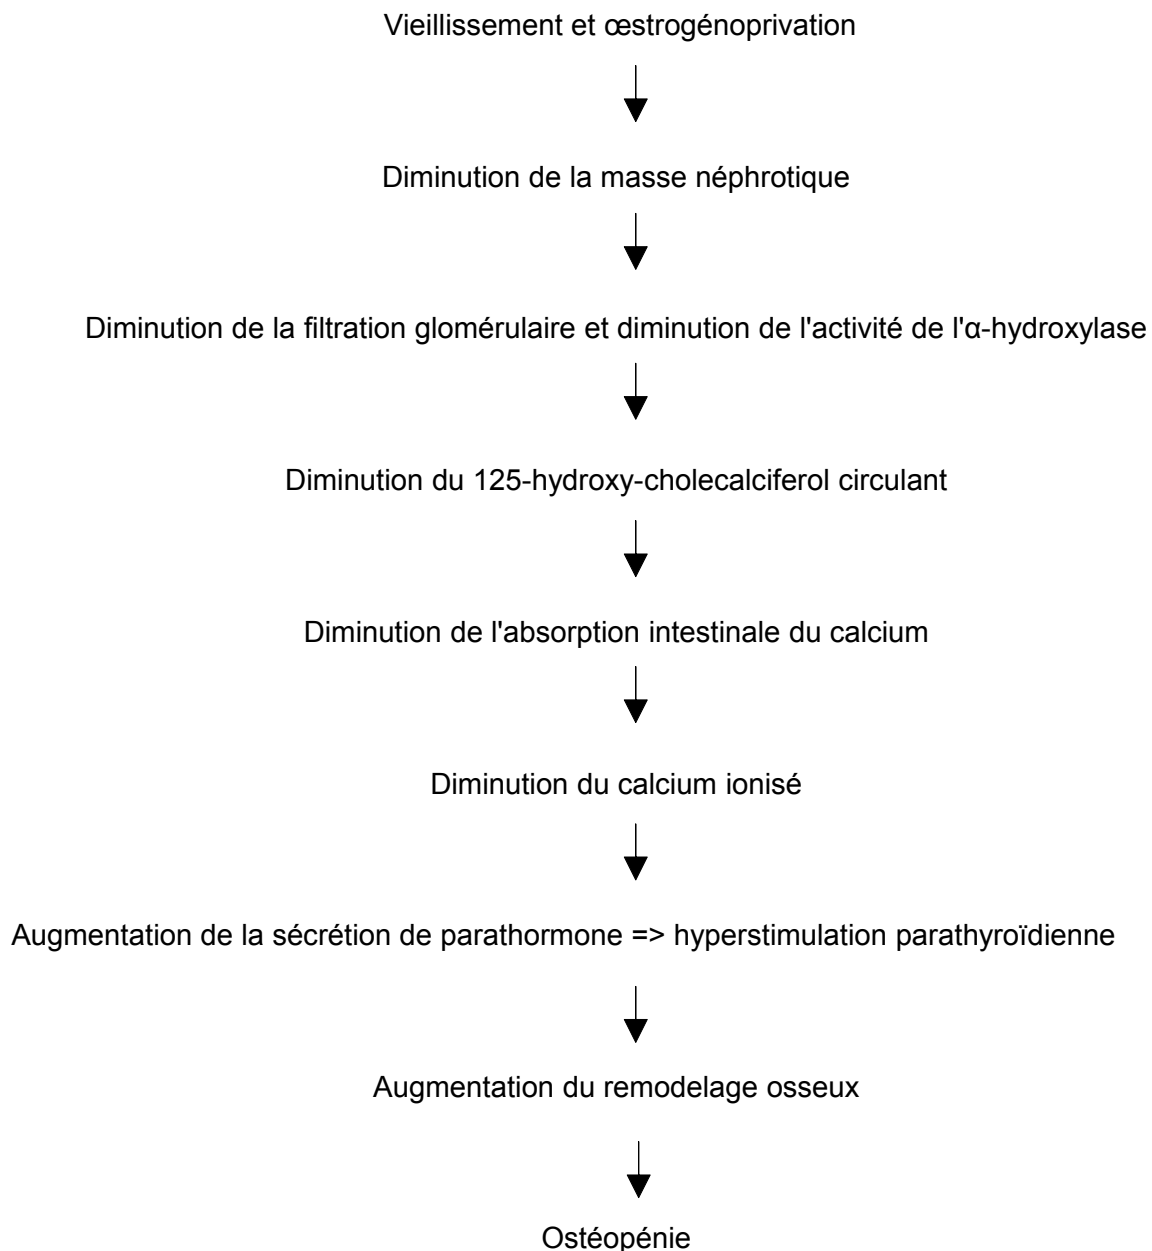 Vieillissement et œstrogénoprivation
Diminution de la masse néphrotique
Diminution de la filtration glomérulaire et diminution de l'activité de l'α-hydroxylase
Diminution du 125-hydroxy-cholecalciferol circulant
Diminution de l'absorption intestinale du calcium
Diminution du calcium ionisé
Augmentation de la sécrétion de parathormone => hyperstimulation parathyroïdienne
Augmentation du remodelage osseux
Ostéopénie